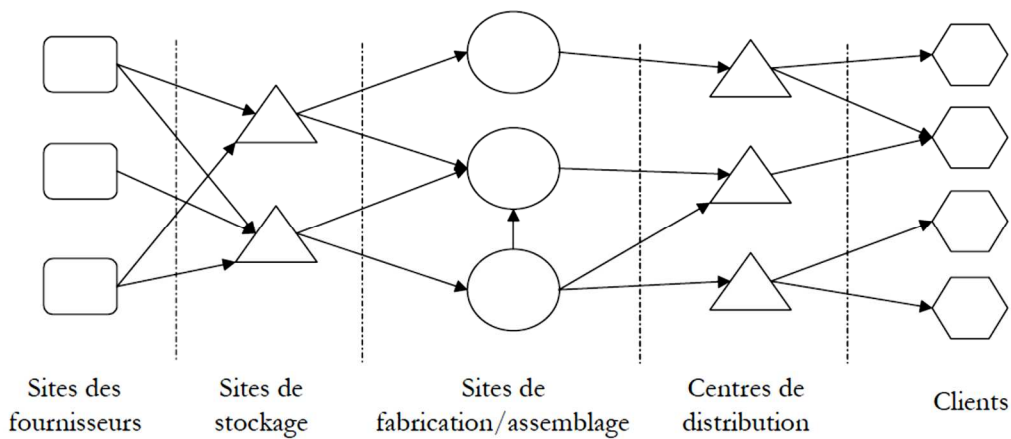 Sites des
fournisseurs
Sites de
stockage
Sites de
fabrication/assemblage
Centres de
distribution
Clients